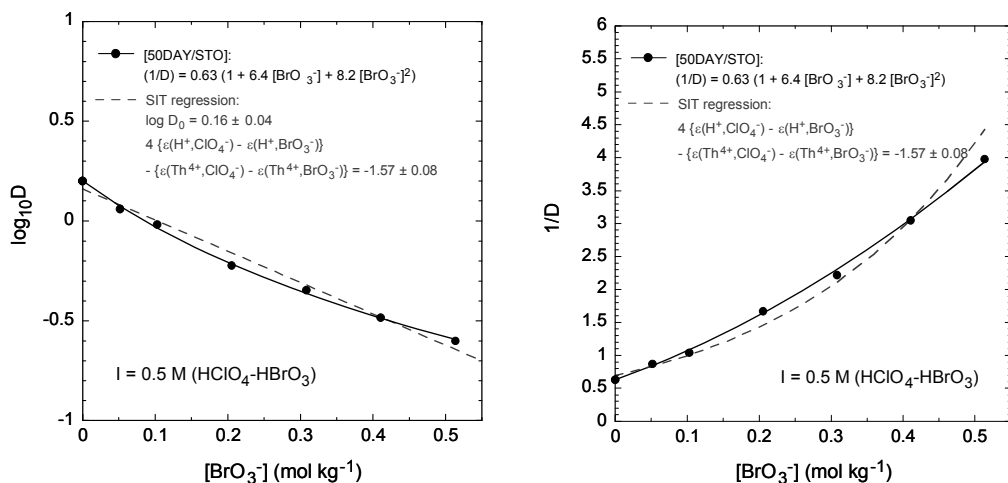 1
0.5
0
-0.5
-1
log₁₀D
[50DAY/STO]:
(1/D) = 0.63 (1 + 6.4 [BrO ₃⁻] + 8.2 [BrO₃⁻]²)
SIT regression:
log D₀ = 0.16 ± 0.04
4 {ε(H⁺,ClO₄⁻) - ε(H⁺,BrO₃⁻)}
- {ε(Th⁴⁺,ClO₄⁻) - ε(Th⁴⁺,BrO₃⁻)} = -1.57 ± 0.08
I = 0.5 M (HClO₄-HBrO₃)
0 0.1 0.2 0.3 0.4 0.5
[BrO₃⁻] (mol kg⁻¹)
6
5.5
5
4.5
4
3.5
3
2.5
2
1.5
1
0.5
0
1/D
[50DAY/STO]:
(1/D) = 0.63 (1 + 6.4 [BrO ₃⁻] + 8.2 [BrO₃⁻]²)
SIT regression:
4 {ε(H⁺,ClO₄⁻) - ε(H⁺,BrO₃⁻)}
- {ε(Th⁴⁺,ClO₄⁻) - ε(Th⁴⁺,BrO₃⁻)} = -1.57 ± 0.08
I = 0.5 M (HClO₄-HBrO₃)
0 0.1 0.2 0.3 0.4 0.5
[BrO₃⁻] (mol kg⁻¹)